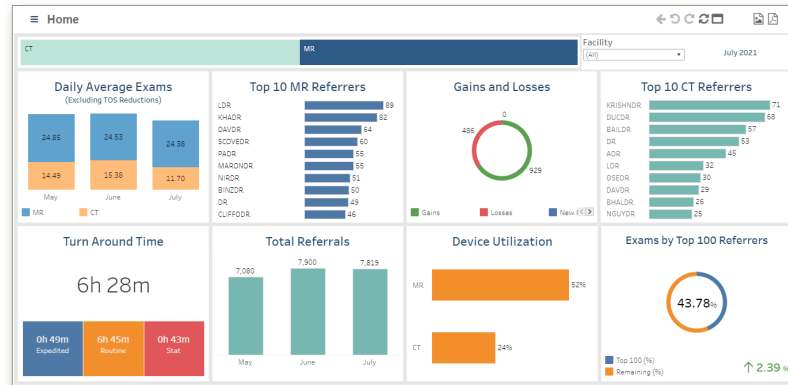 Home
CT
MR
Facility
(All)
July 2021
Daily Average Exams
(Excluding TOS Reductions)
24.85
24.53
24.38
14.49
15.38
11.70
May
June
July
MR
CT
Top 10 MR Referrers
LDR 89
KHADR 82
DAVDR 64
SCOVEDR 60
PADR 55
MARONDR 55
NIRDR 51
BINZDR 50
DR 49
CLIFFODR 46
Gains and Losses
0
486
929
Gains
Losses
New
Top 10 CT Referrers
KRISHNDR 71
DUCDR 68
BAILDR 57
DR 53
ADR 45
LDR 32
OSEDR 30
DAVDR 29
BHALDR 26
NGUYDR 25
Turn Around Time
6h 28m
0h 49m
Expedited
6h 45m
Routine
0h 43m
Stat
Total Referrals
7,080
7,900
7,819
May
June
July
Device Utilization
MR 52%
CT 24%
Exams by Top 100 Referrers
43.78%
Top 100 (%)
Remaining (%)
↑ 2.39 %